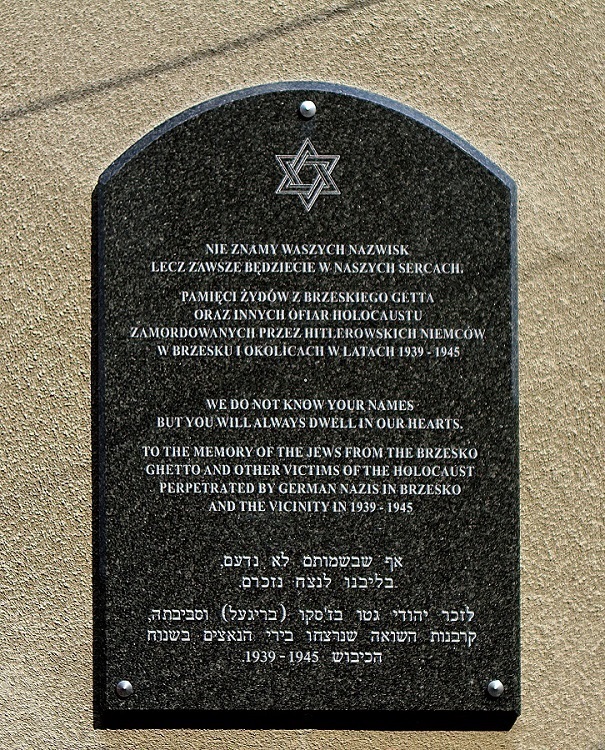 NIE ZNAMY WASZYCH NAZWISK
LECZ ZAWSZE BĘDZIECIE W NASZYCH SERCACH.
PAMIĘCI ŻYDÓW Z BRZESKIEGO GETTA
ORAZ INNYCH OFIAR HOLOCAUSTU
ZAMORDOWANYCH PRZEZ HITLEROWSKICH NIEMCÓW
W BRZESKU I OKOLICACH W LATACH 1939 - 1945
WE DO NOT KNOW YOUR NAMES
BUT YOU WILL ALWAYS DWELL IN OUR HEARTS.
TO THE MEMORY OF THE JEWS FROM THE BRZESKO
GHETTO AND OTHER VICTIMS OF THE HOLOCAUST
PERPETRATED BY GERMAN NAZIS IN BRZESKO
AND THE VICINITY IN 1939 - 1945
אף שבשמותם לא נדעם,
בליבנו לנצח נזכרם.
לזכר יהודי גטו בז'סקו (בריגעל) וסביבתה,
קרבנות השואה שנרצחו בידי הנאצים בשנות
הכיבוש 1945 - 1939.